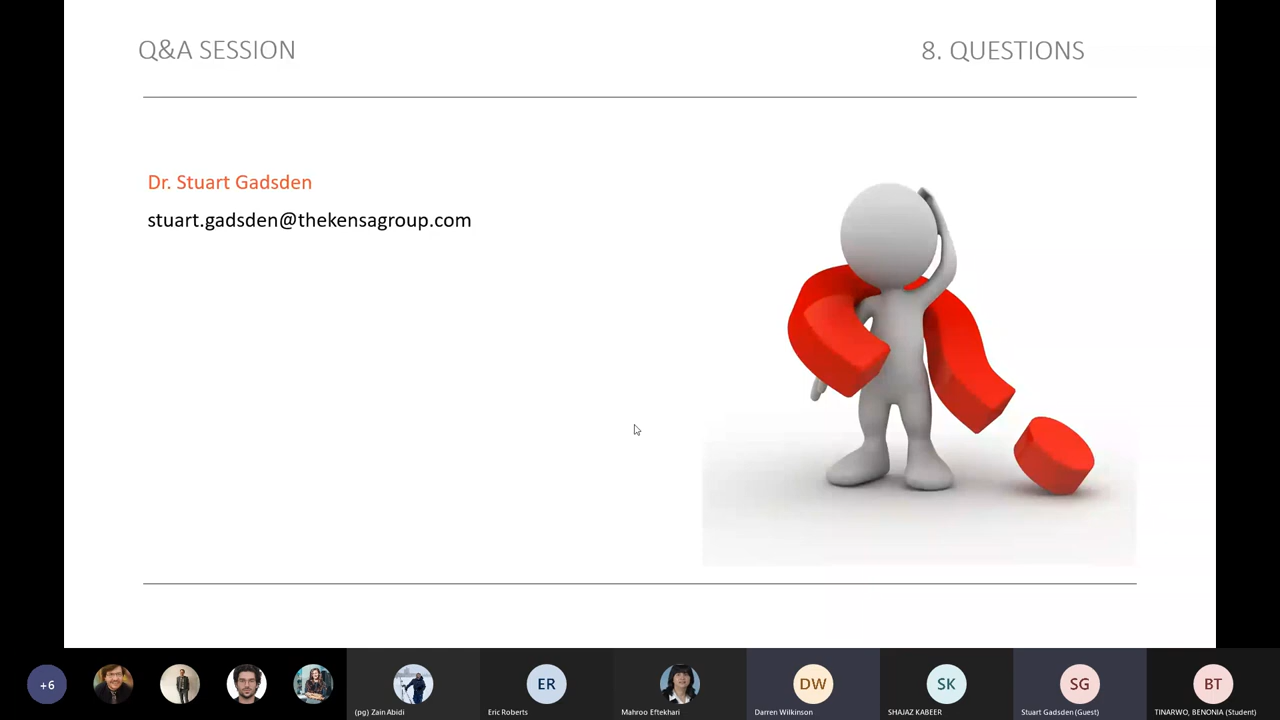 Q&A SESSION
8. QUESTIONS
Dr. Stuart Gadsden
stuart.gadsden@thekensagroup.com
+6
ER
DW
SK
SG
BT
(pg) Zain Abidi
Eric Roberts
Mahroo Eftekhari
Darren Wilkinson
SHAJAZ KABEER
Stuart Gadsden (Guest)
TINARWO, BENONIA (Student)